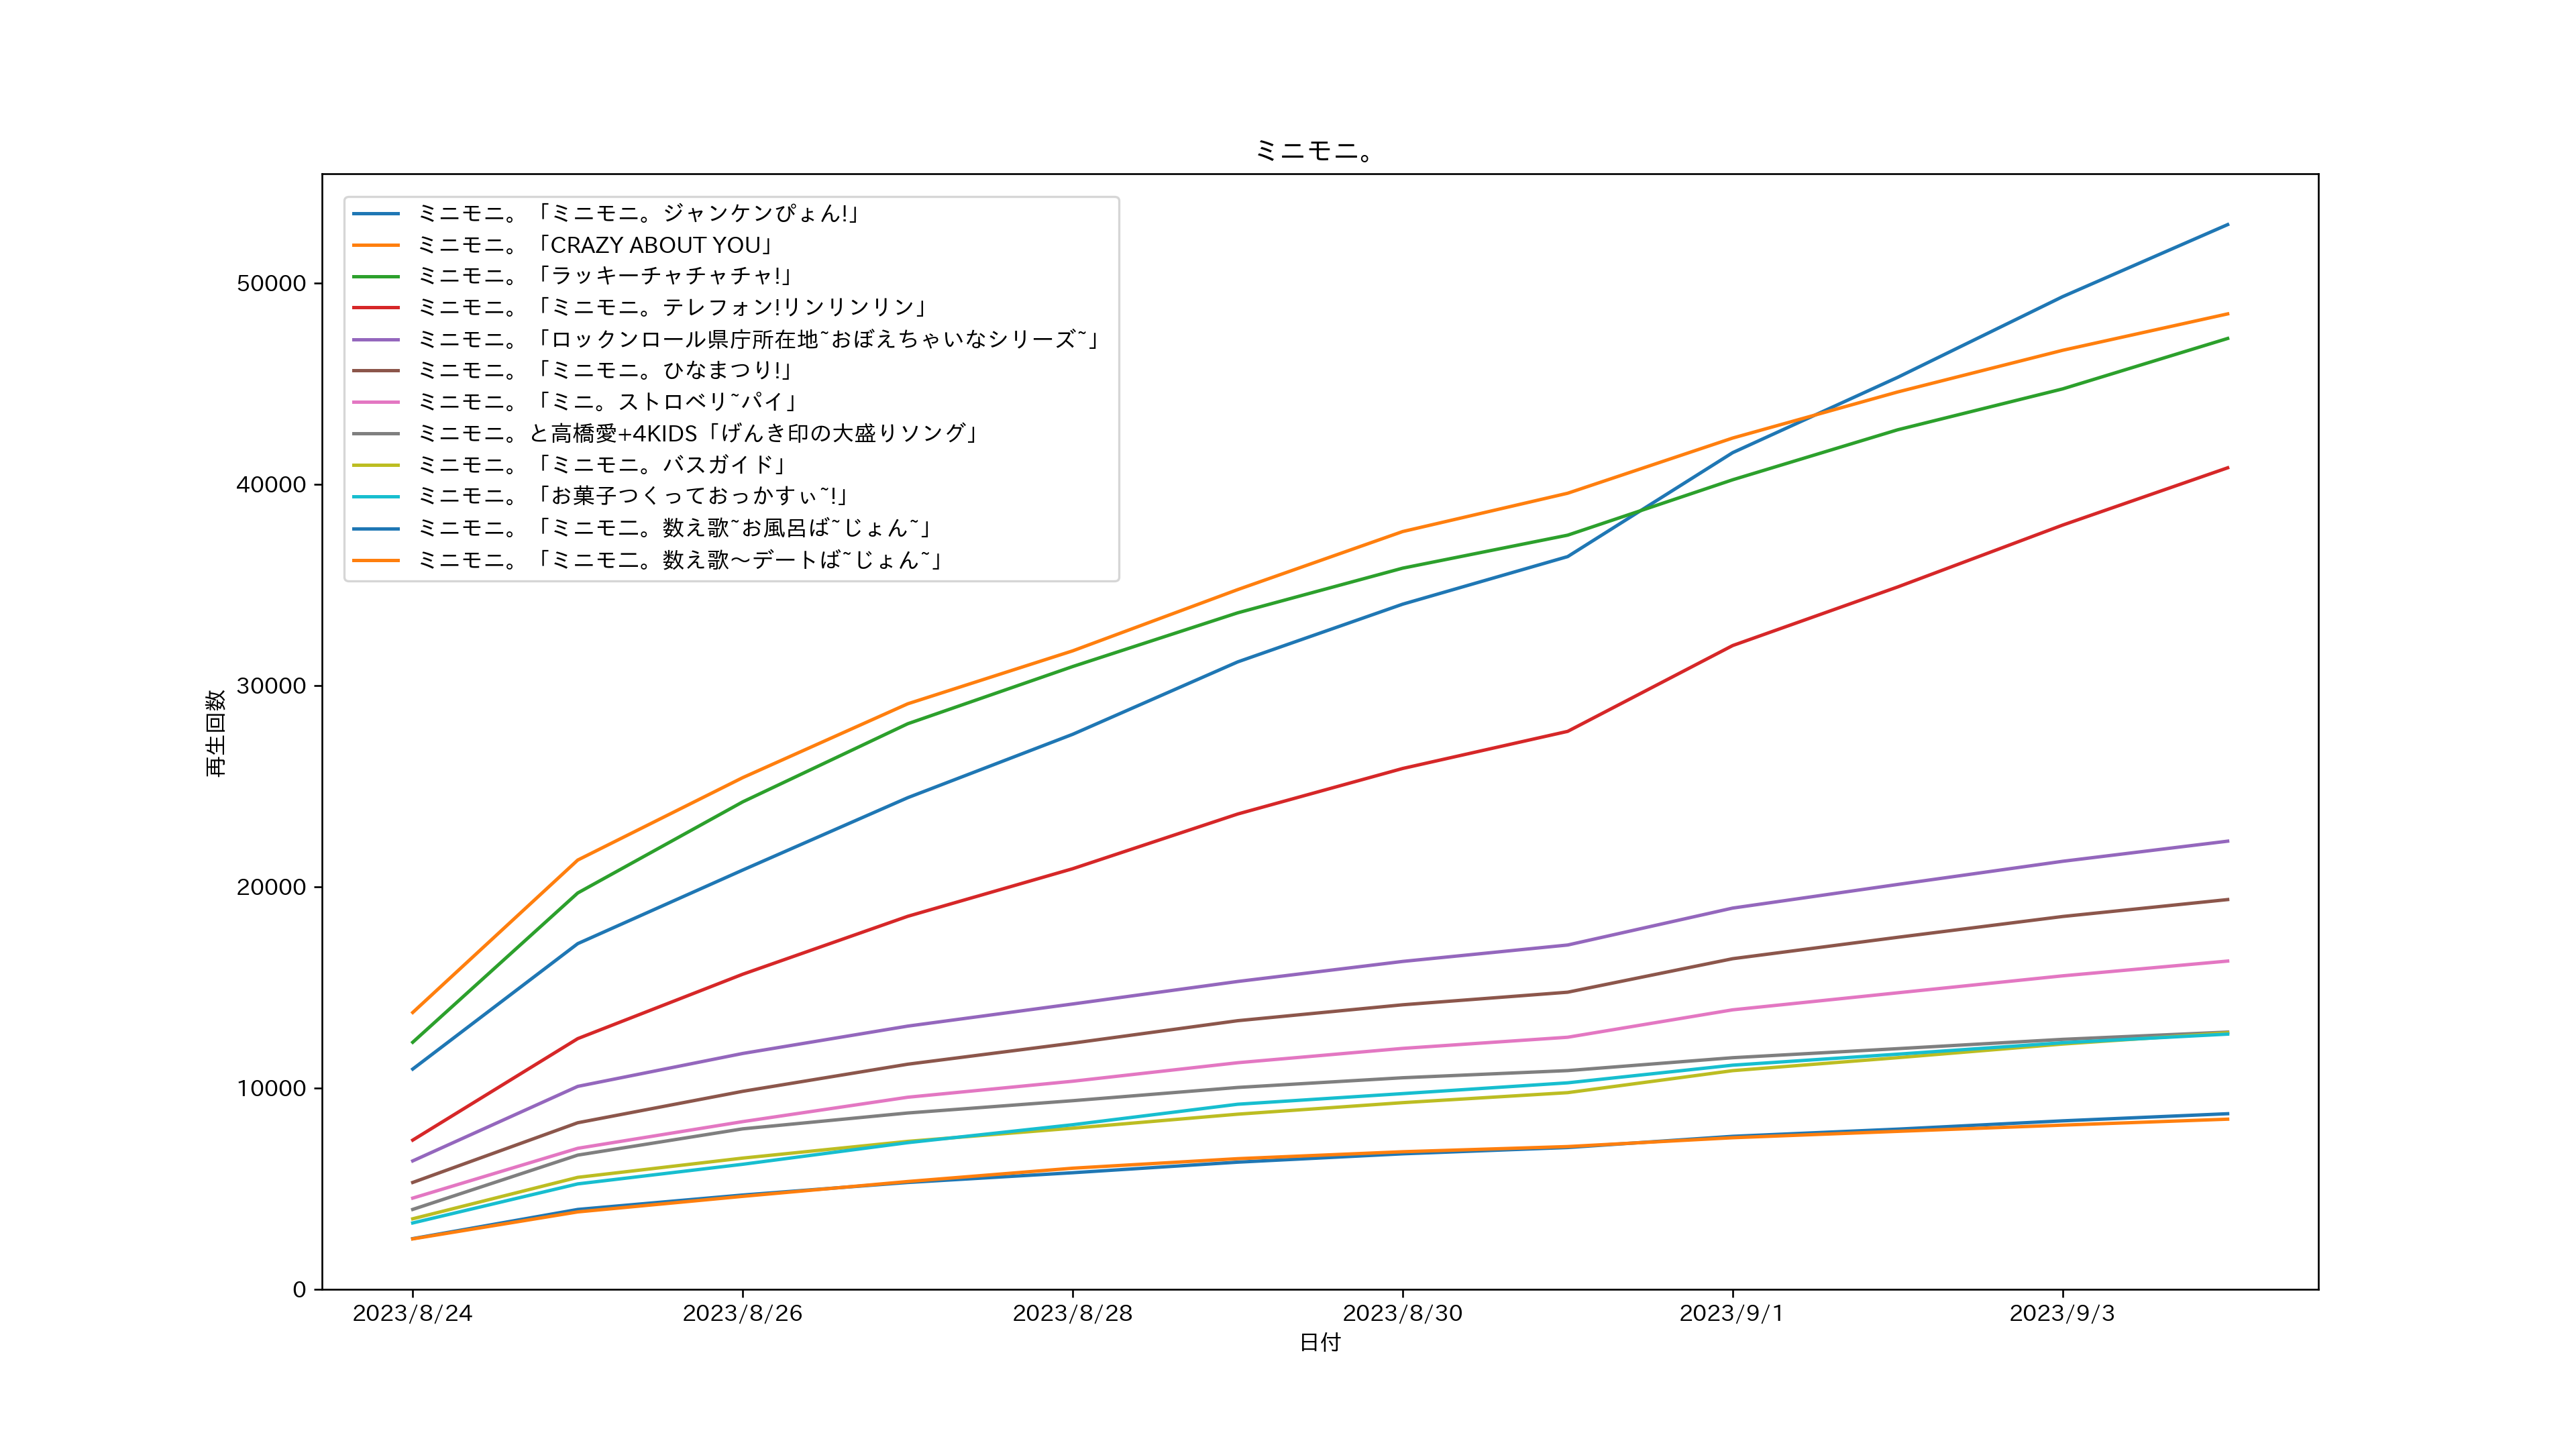 ミニモニ。
ミニモニ。「ミニモニ。ジャンケンぴょん!」
ミニモニ。「CRAZY ABOUT YOU」
ミニモニ。「ラッキーチャチャチャ!」
ミニモニ。「ミニモニ。テレフォン!リンリンリン」
ミニモニ。「ロックンロール県庁所在地~おぼえちゃいなシリーズ~」
ミニモニ。「ミニモニ。ひなまつり!」
ミニモニ。「ミニ。ストロベリ~パイ」
ミニモニ。と高橋愛+4KIDS「げんき印の大盛りソング」
ミニモニ。「ミニモニ。バスガイド」
ミニモニ。「お菓子つくっておっかすぃ~!」
ミニモニ。「ミニモニ。数え歌~お風呂ば~じょん~」
ミニモニ。「ミニモニ。数え歌〜デートば~じょん~」
50000
40000
30000
20000
10000
0
再生回数
2023/8/24
2023/8/26
2023/8/28
2023/8/30
2023/9/1
2023/9/3
日付